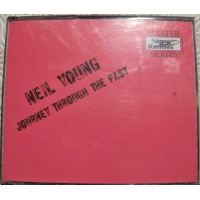 NEIL YOUNG
JOURNEY THROUGH THE PAST
MASTER
SERIES